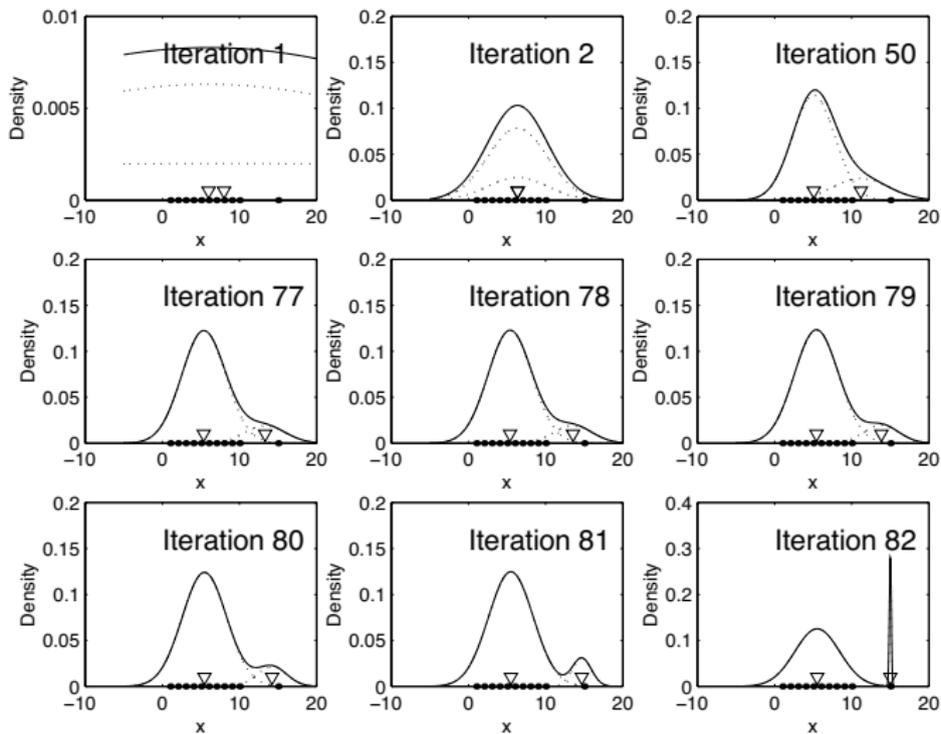 0.01
0.005
0
Density
Iteration 1
−10 0 10 20
x
0.2
0.15
0.1
0.05
0
Density
Iteration 2
−10 0 10 20
x
0.2
0.15
0.1
0.05
0
Density
Iteration 50
−10 0 10 20
x
0.2
0.15
0.1
0.05
0
Density
Iteration 77
−10 0 10 20
x
0.2
0.15
0.1
0.05
0
Density
Iteration 78
−10 0 10 20
x
0.2
0.15
0.1
0.05
0
Density
Iteration 79
−10 0 10 20
x
0.2
0.15
0.1
0.05
0
Density
Iteration 80
−10 0 10 20
x
0.2
0.15
0.1
0.05
0
Density
Iteration 81
−10 0 10 20
x
0.4
0.3
0.2
0.1
0
Density
Iteration 82
−10 0 10 20
x